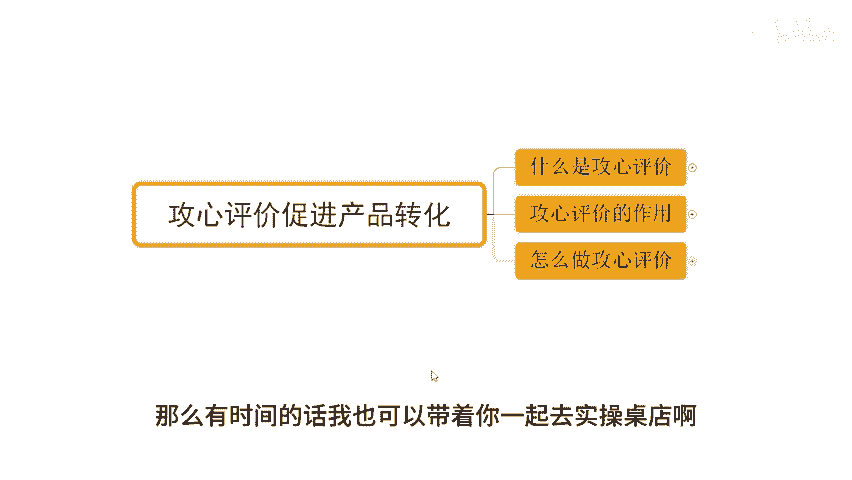 什么是攻心评价
攻心评价促进产品转化
攻心评价的作用
怎么做攻心评价
那么有时间的话我也可以带着你一起去实操桌店啊